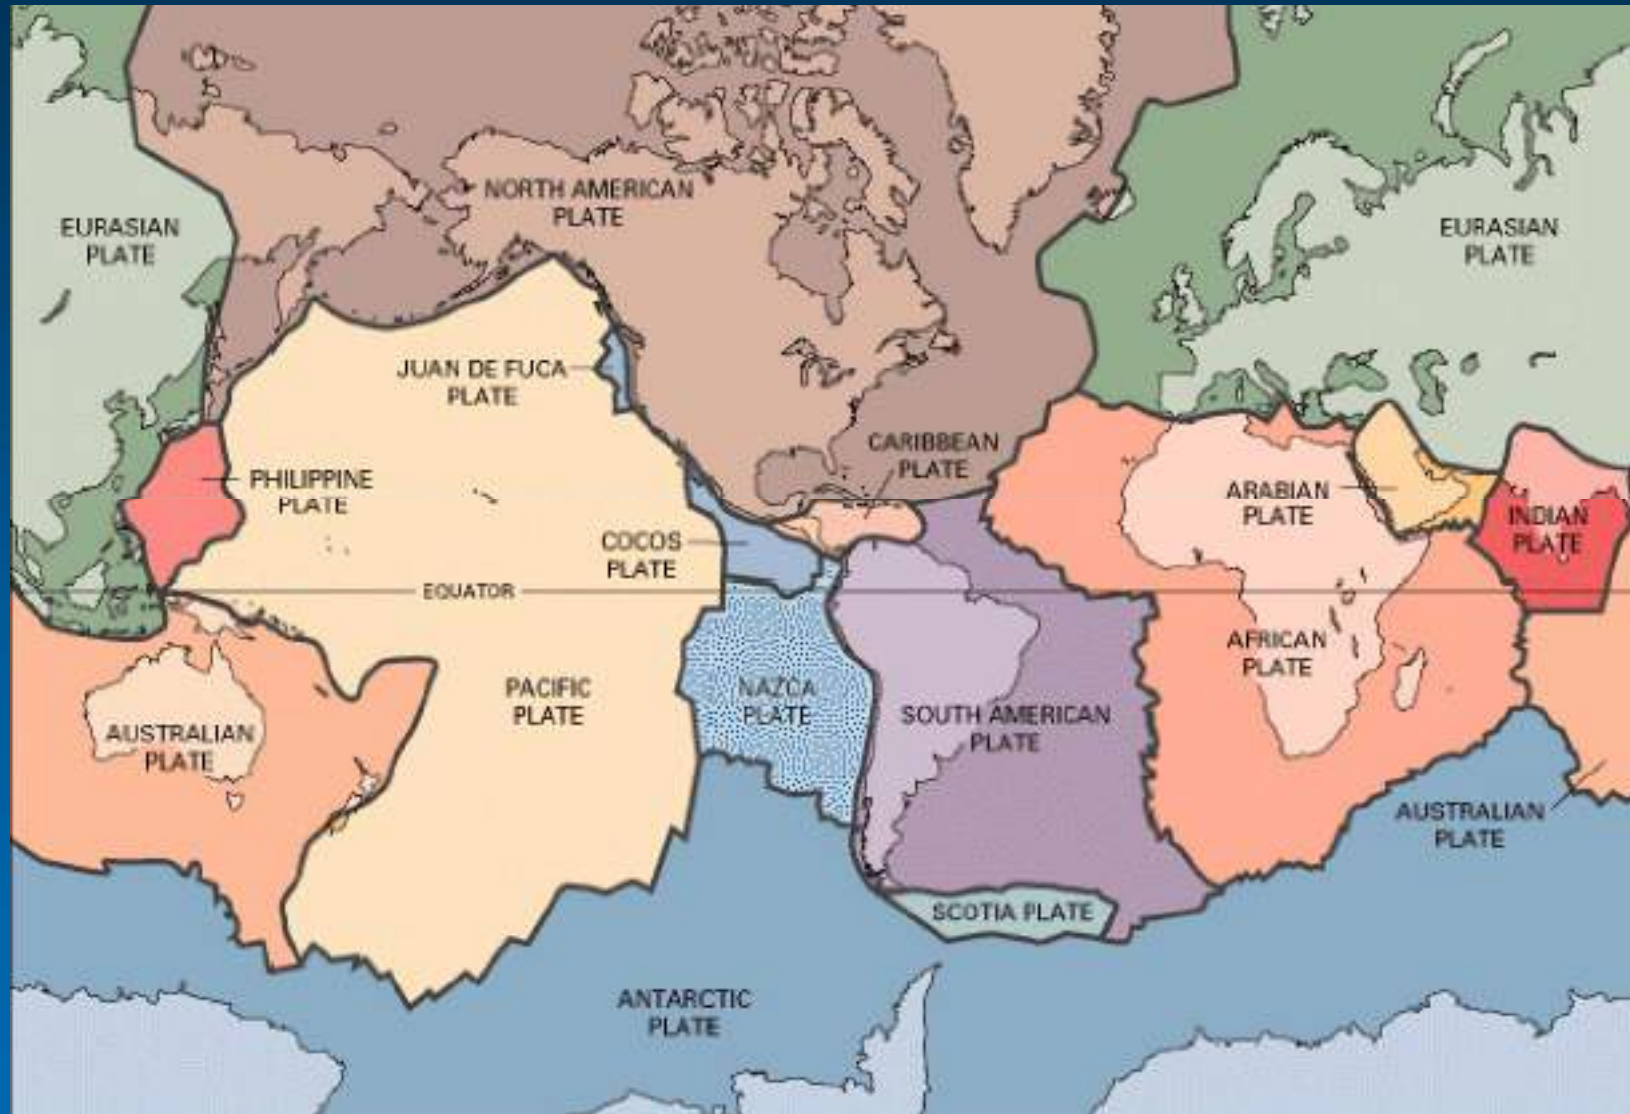 NORTH AMERICAN
PLATE
EURASIAN
PLATE
EURASIAN
PLATE
JUAN DE FUCA
PLATE
CARIBBEAN
PLATE
PHILIPPINE
PLATE
ARABIAN
PLATE
INDIAN
PLATE
COCOS
PLATE
EQUATOR
AFRICAN
PLATE
PACIFIC
PLATE
NAZCA
PLATE
SOUTH AMERICAN
PLATE
AUSTRALIAN
PLATE
AUSTRALIAN
PLATE
SCOTIA PLATE
ANTARCTIC
PLATE